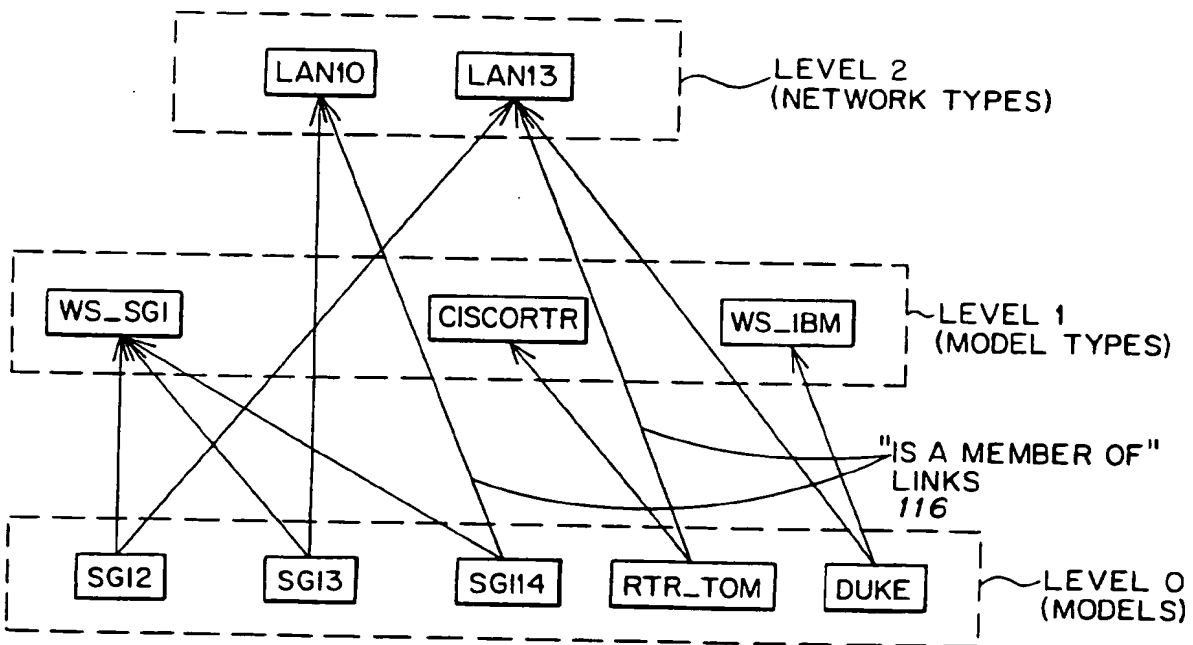 LAN10
LAN13
LEVEL 2
(NETWORK TYPES)
WS_SGI
CISCORTR
WS_IBM
LEVEL 1
(MODEL TYPES)
"IS A MEMBER OF"
LINKS
116
SGI2
SGI3
SGI14
RTR_TOM
DUKE
LEVEL 0
(MODELS)